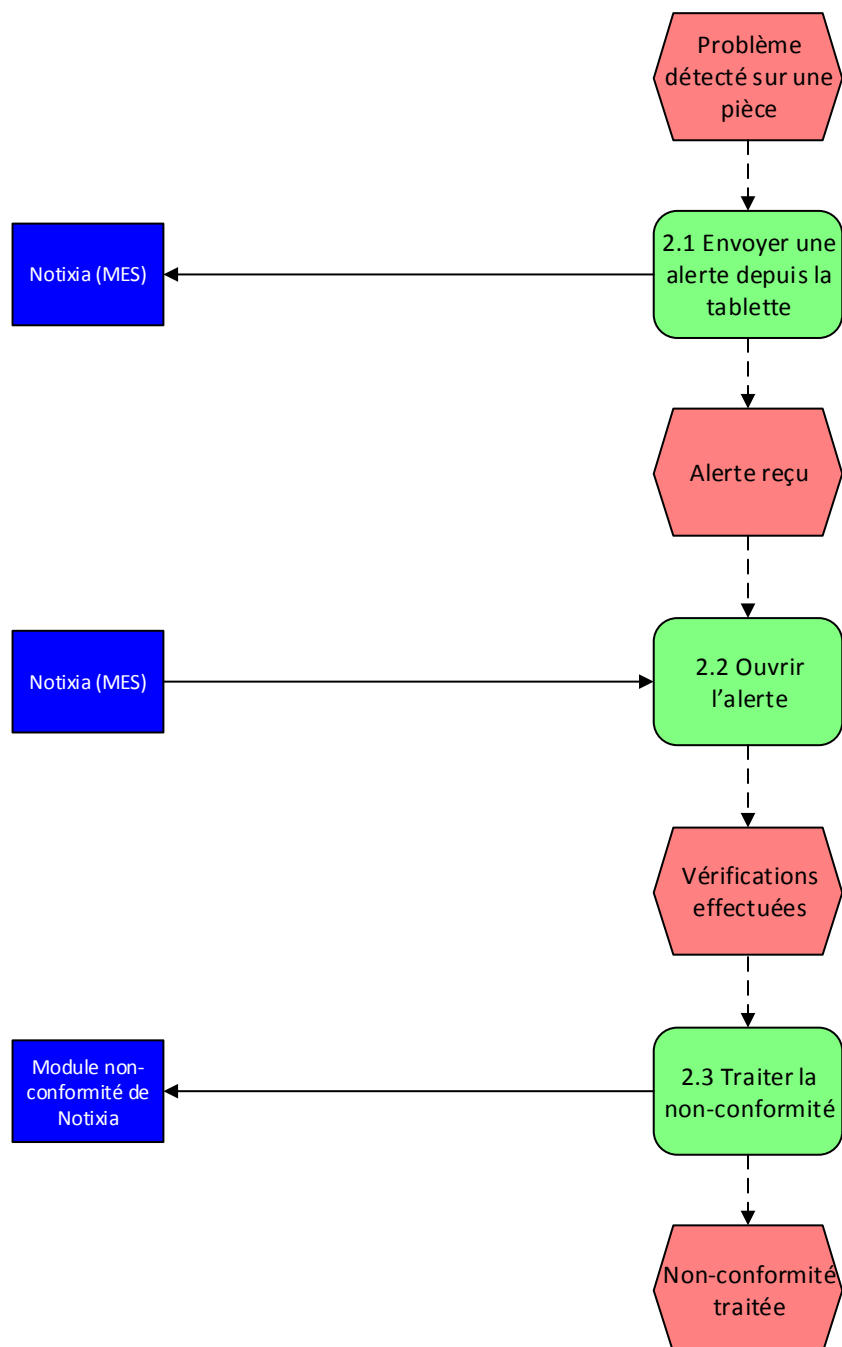 Problème
détecté sur une
pièce
2.1 Envoyer une
alerte depuis la
tablette
Notixia (MES)
Alerte reçu
Notixia (MES)
2.2 Ouvrir
l’alerte
Vérifications
effectuées
Module non-
conformité de
Notixia
2.3 Traiter la
non-conformité
Non-conformité
traitée